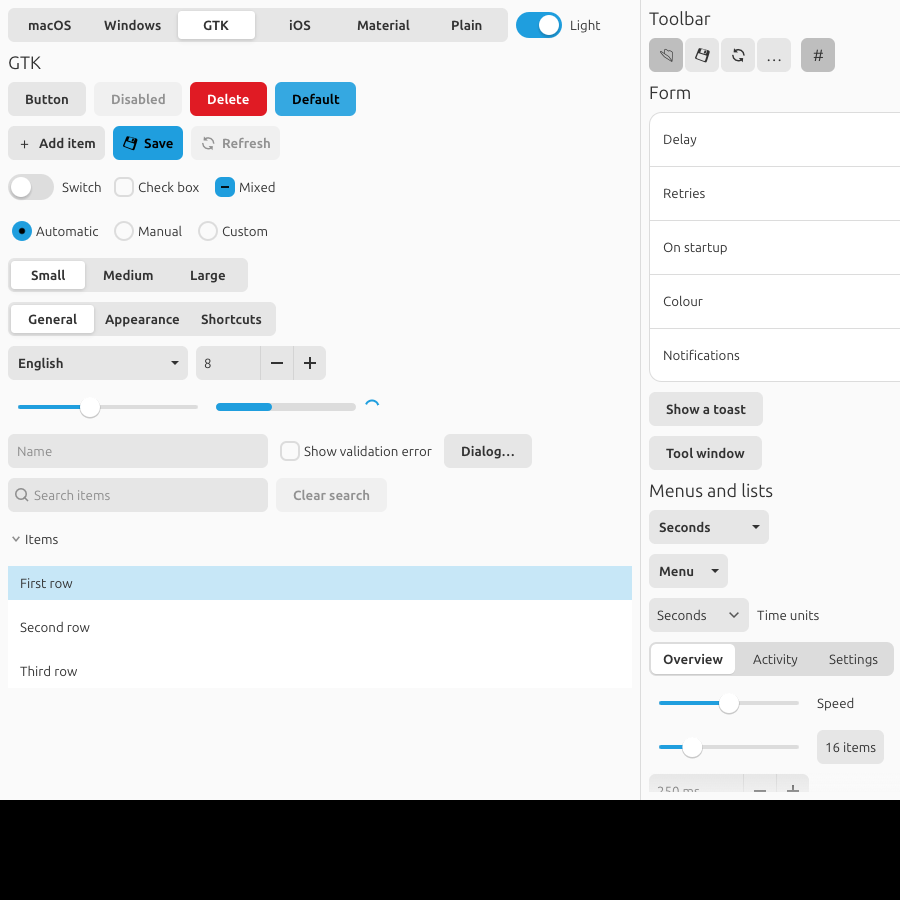 macOS Windows GTK iOS Material Plain Light
GTK
Button Disabled Delete Default
Add item Save Refresh
Switch Check box Mixed
Automatic Manual Custom
Small Medium Large
General Appearance Shortcuts
English 8
Name Show validation error Dialog...
Search items Clear search
Items
First row
Second row
Third row
Toolbar
... #
Form
Delay
Retries
On startup
Colour
Notifications
Show a toast
Tool window
Menus and lists
Seconds
Menu
Seconds Time units
Overview Activity Settings
Speed
16 items
250 ms